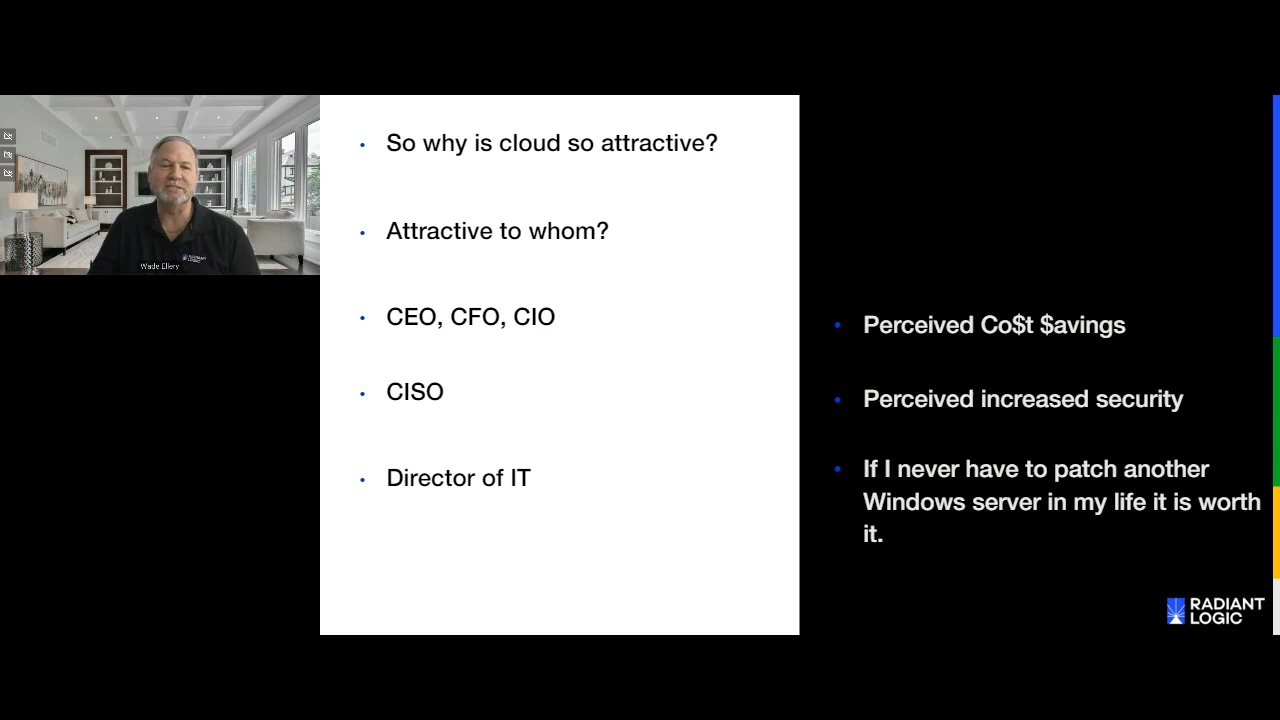 So why is cloud so attractive?
Attractive to whom?
CEO, CFO, CIO
CISO
Director of IT
Perceived Co$t $avings
Perceived increased security
If I never have to patch another
Windows server in my life it is worth
it.
RADIANT
LOGIC
RADIANT
LOGIC
Wade Ellery